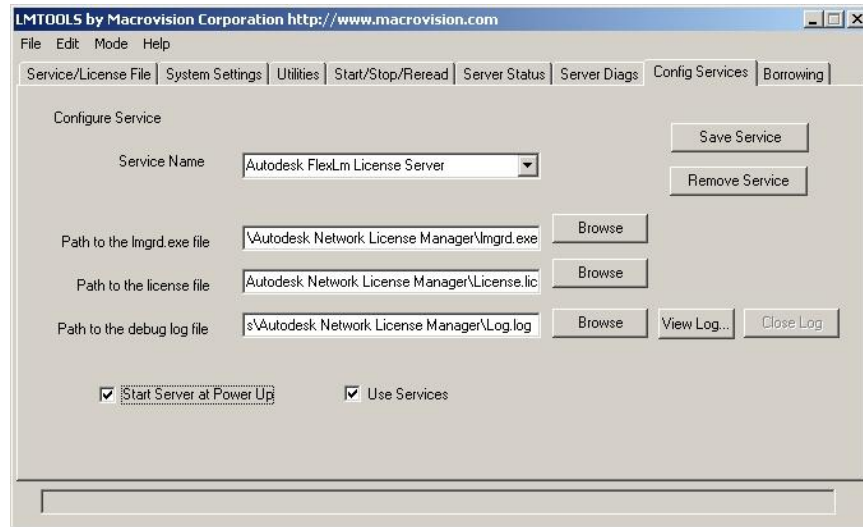 LMTOOLS by Macrovision Corporation http://www.macrovision.com
File Edit Mode Help
Service/License File System Settings Utilities Start/Stop/Reread Server Status Server Diags Config Services Borrowing
Configure Service
Save Service
Service Name Autodesk FlexLm License Server
Remove Service
Path to the lmgrd.exe file \Autodesk Network License Manager\lmgrd.exe Browse
Path to the license file Autodesk Network License Manager\License.lic Browse
Path to the debug log file s\Autodesk Network License Manager\Log.log Browse View Log... Close Log
Start Server at Power Up Use Services